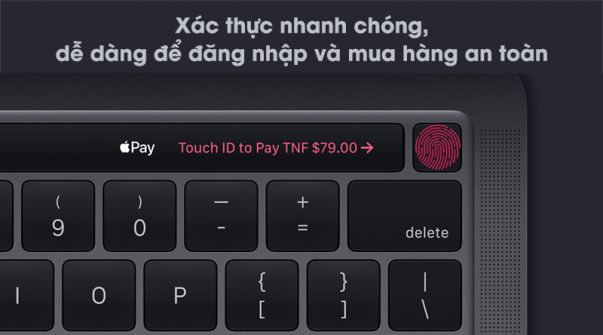 Xác thực nhanh chóng,
dễ dàng để đăng nhập và mua hàng an toàn
Pay Touch ID to Pay TNF $79.00 →
( ) — +
9 0 - = delete
{ } |
I O P [ ] \